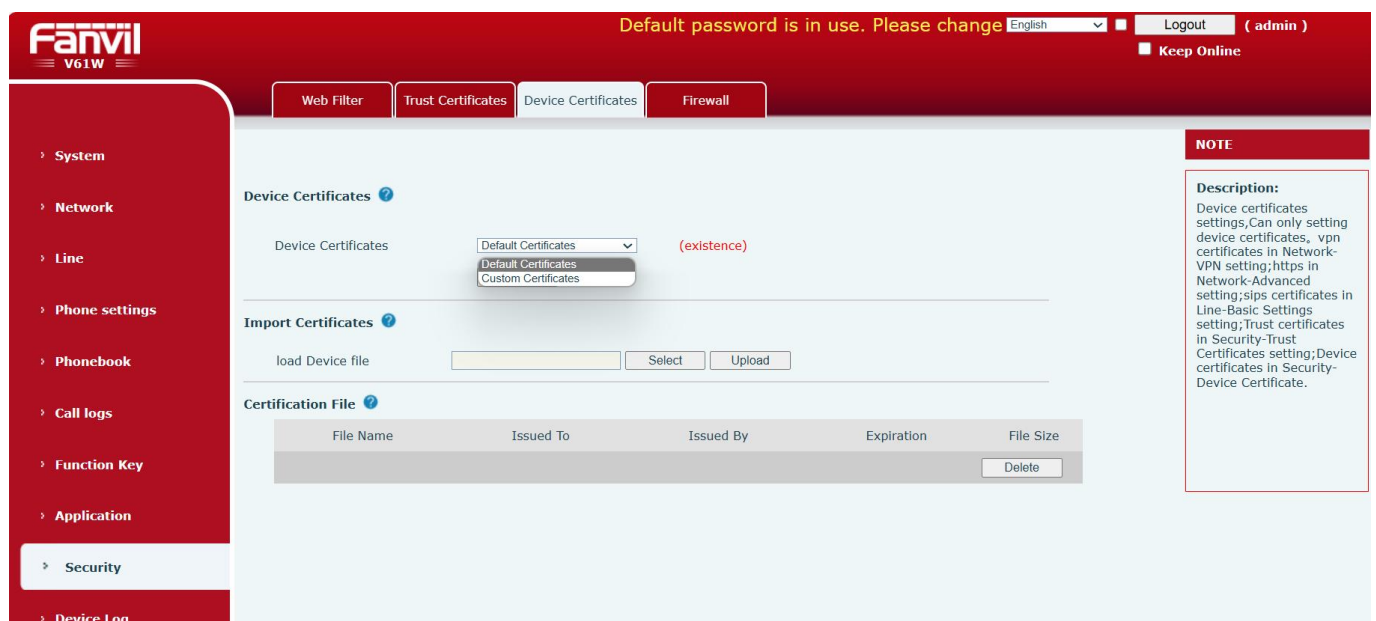 Fanvil
V61W
Default password is in use. Please change English Logout ( admin )
Keep Online
Web Filter Trust Certificates Device Certificates Firewall
System
Network
Line
Phone settings
Phonebook
Call logs
Function Key
Application
Security
Device Log
Device Certificates ?
Device Certificates Default Certificates (existence)
Default Certificates
Custom Certificates
Import Certificates ?
load Device file Select Upload
Certification File ?
File Name Issued To Issued By Expiration File Size
Delete
NOTE
Description:
Device certificates
settings,Can only setting
device certificates。vpn
certificates in Network-
VPN setting;https in
Network-Advanced
setting;sips certificates in
Line-Basic Settings
setting;Trust certificates
in Security-Trust
Certificates setting;Device
certificates in Security-
Device Certificate.